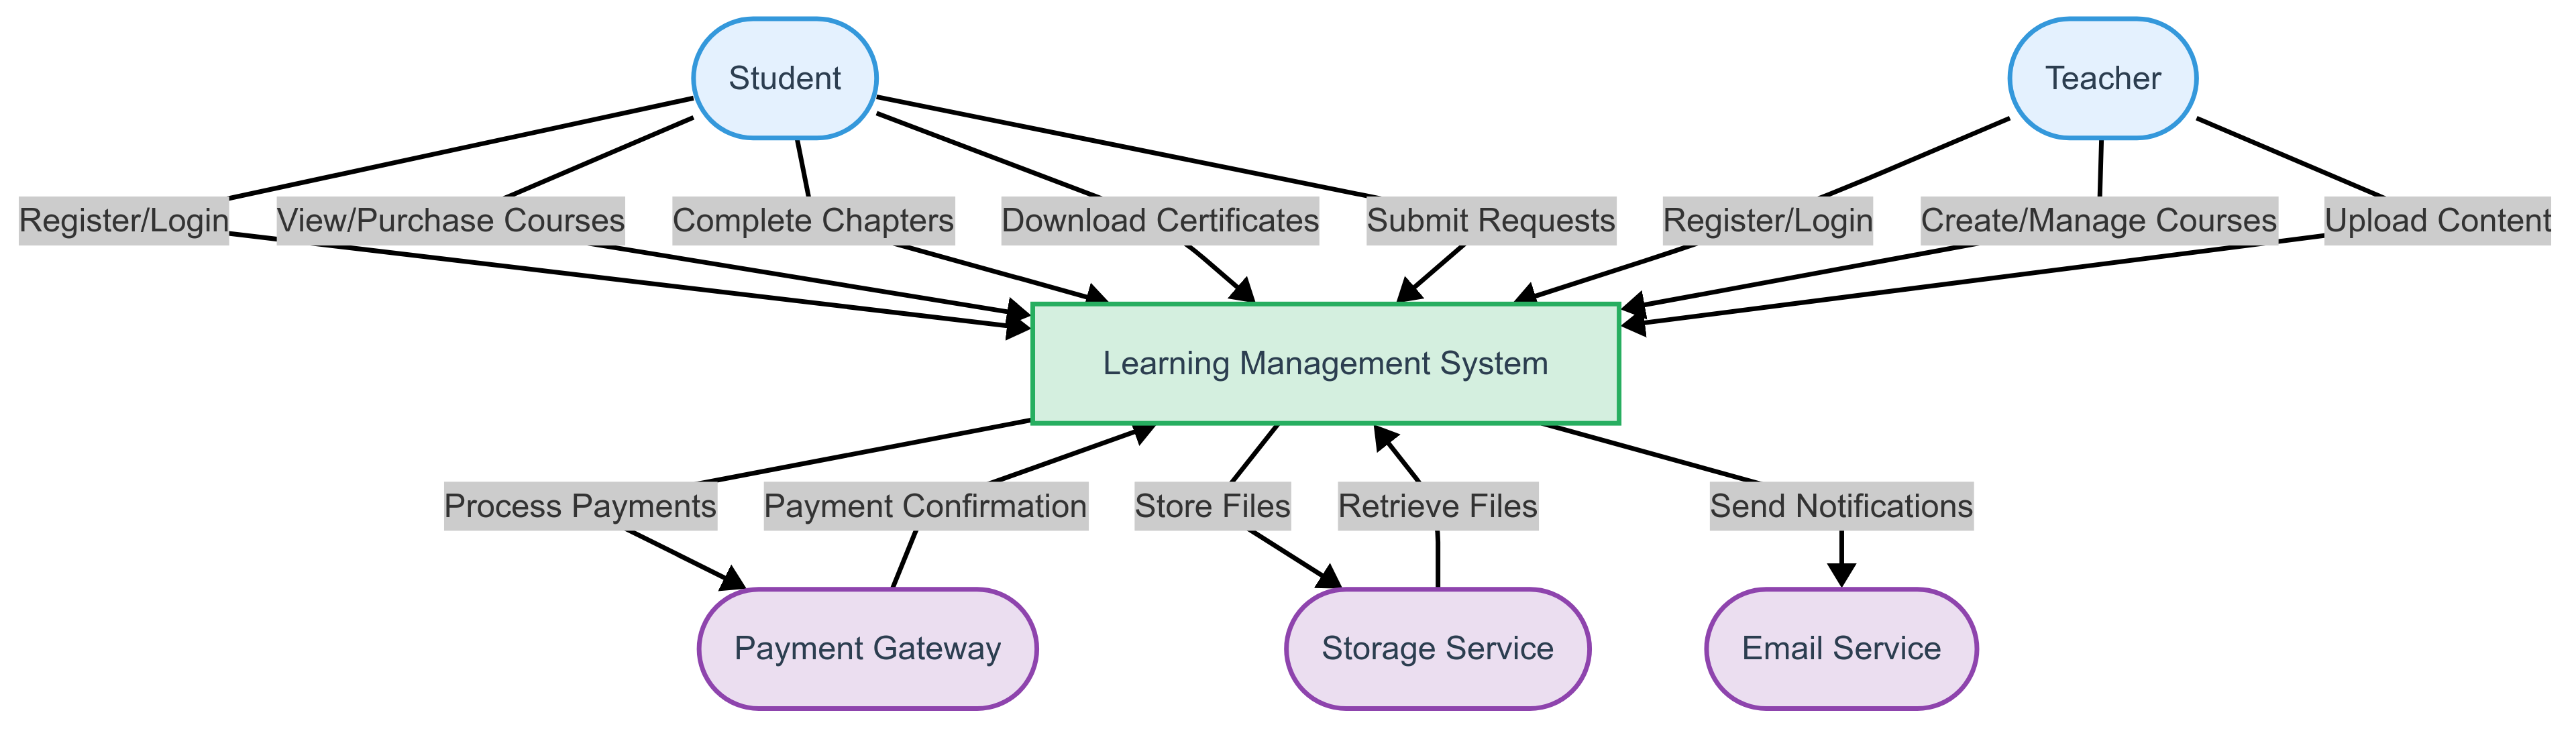 Student
Teacher
Register/Login
View/Purchase Courses
Complete Chapters
Download Certificates
Submit Requests
Register/Login
Create/Manage Courses
Upload Content
Learning Management System
Process Payments
Payment Confirmation
Store Files
Retrieve Files
Send Notifications
Payment Gateway
Storage Service
Email Service